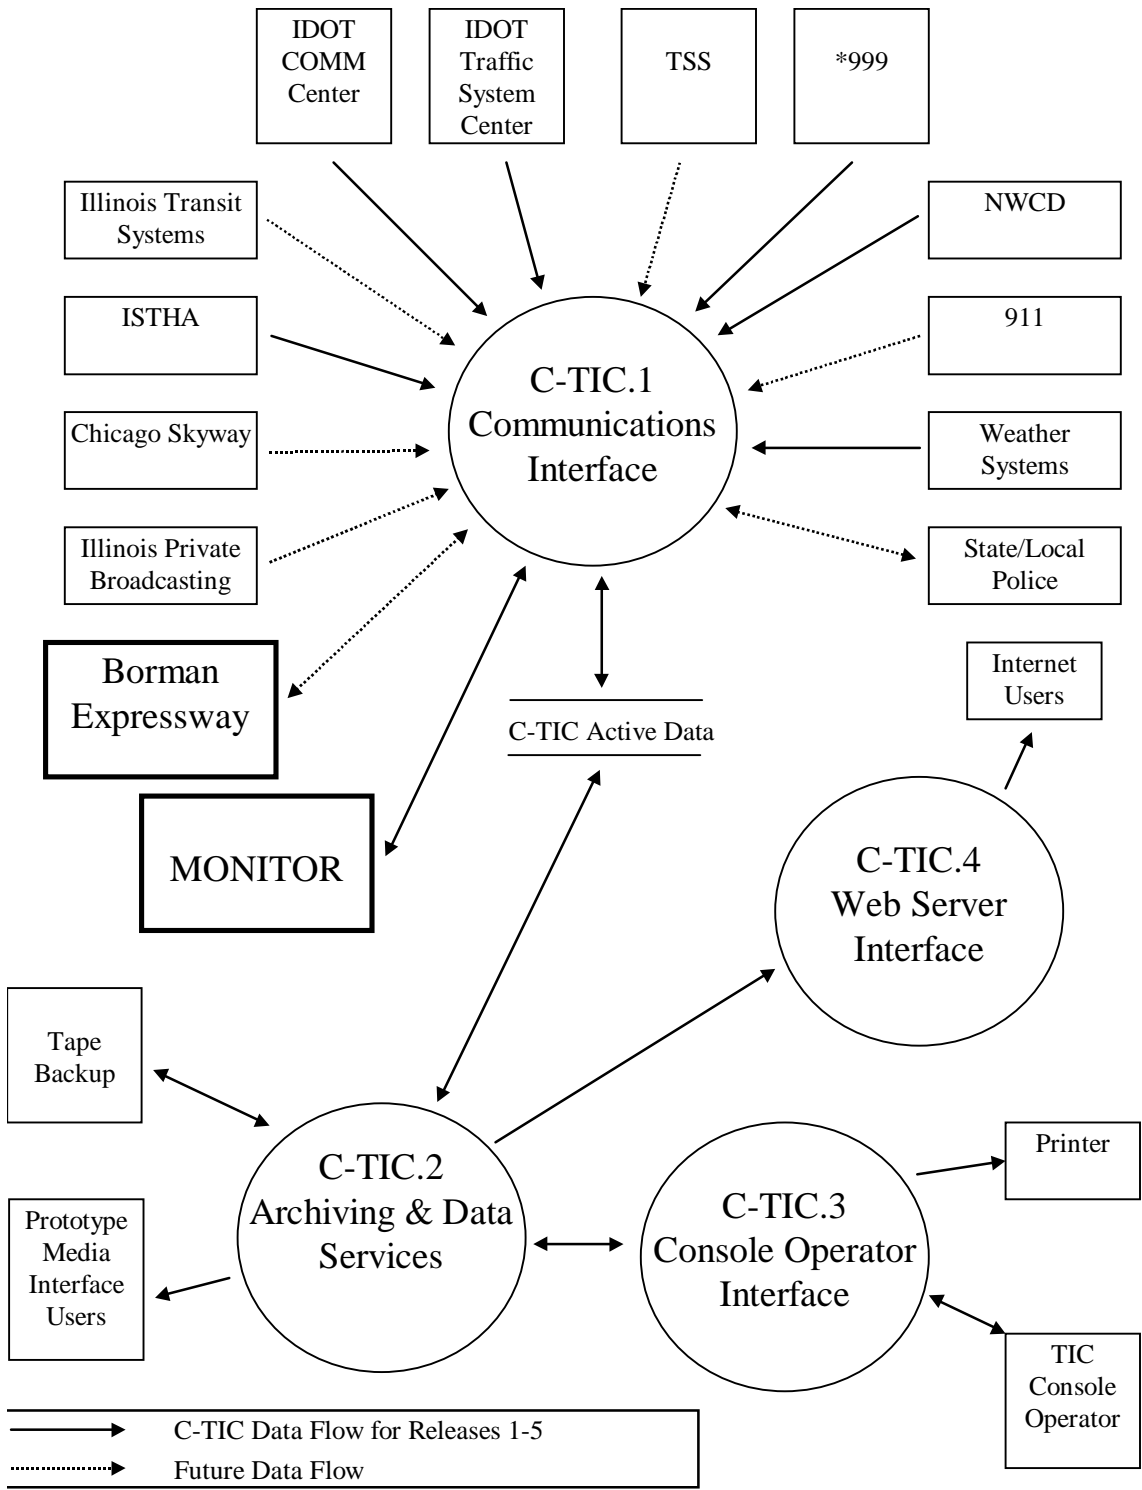 IDOT
COMM
Center
IDOT
Traffic
System
Center
TSS
*999
Illinois Transit
Systems
NWCD
ISTHA
911
C-TIC.1
Communications
Interface
Chicago Skyway
Weather
Systems
Illinois Private
Broadcasting
State/Local
Police
Borman
Expressway
Internet
Users
C-TIC Active Data
MONITOR
C-TIC.4
Web Server
Interface
Tape
Backup
C-TIC.2
Archiving & Data
Services
C-TIC.3
Console Operator
Interface
Printer
Prototype
Media
Interface
Users
TIC
Console
Operator
C-TIC Data Flow for Releases 1-5
Future Data Flow